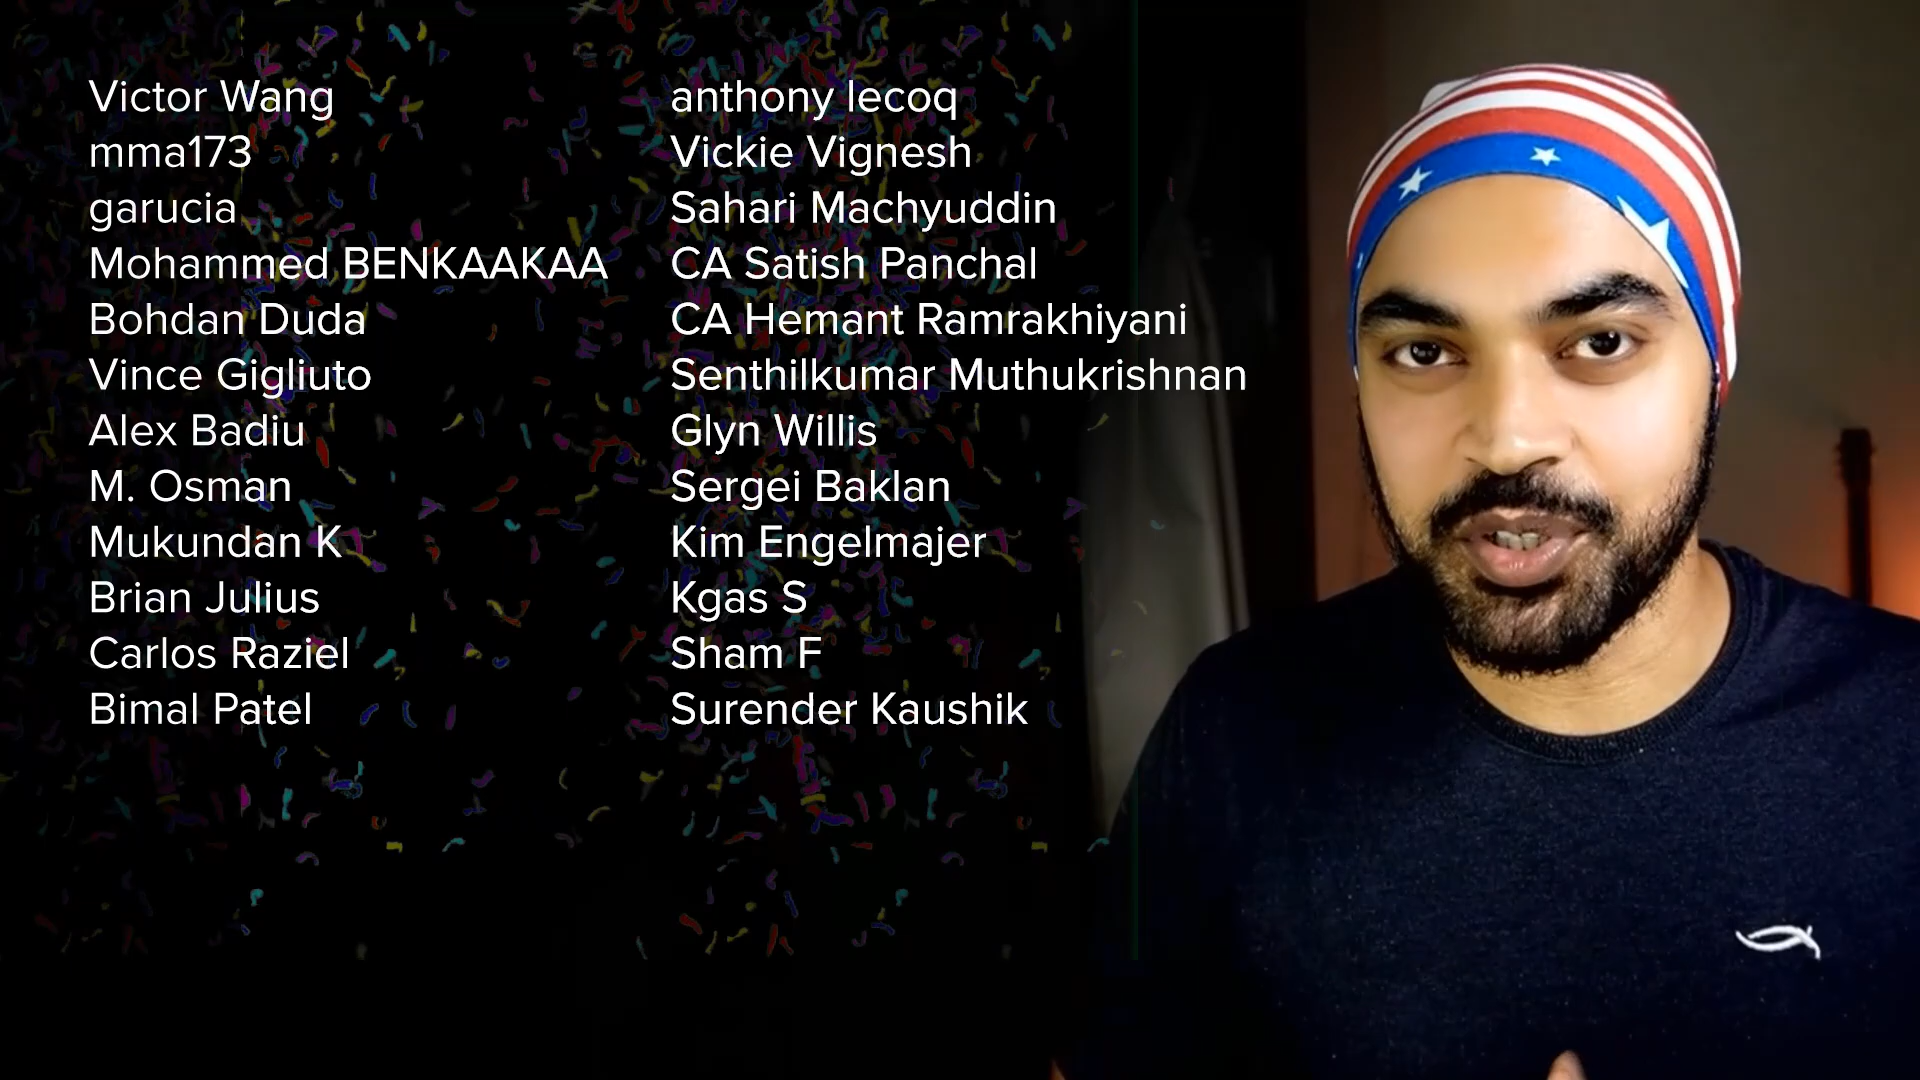 Victor Wang
mma173
garucia
Mohammed BENKAAKAA
Bohdan Duda
Vince Gigliuto
Alex Badiu
M. Osman
Mukundan K
Brian Julius
Carlos Raziel
Bimal Patel
anthony lecoq
Vickie Vignesh
Sahari Machyuddin
CA Satish Panchal
CA Hemant Ramrakhiyani
Senthilkumar Muthukrishnan
Glyn Willis
Sergei Baklan
Kim Engelmajer
Kgas S
Sham F
Surender Kaushik